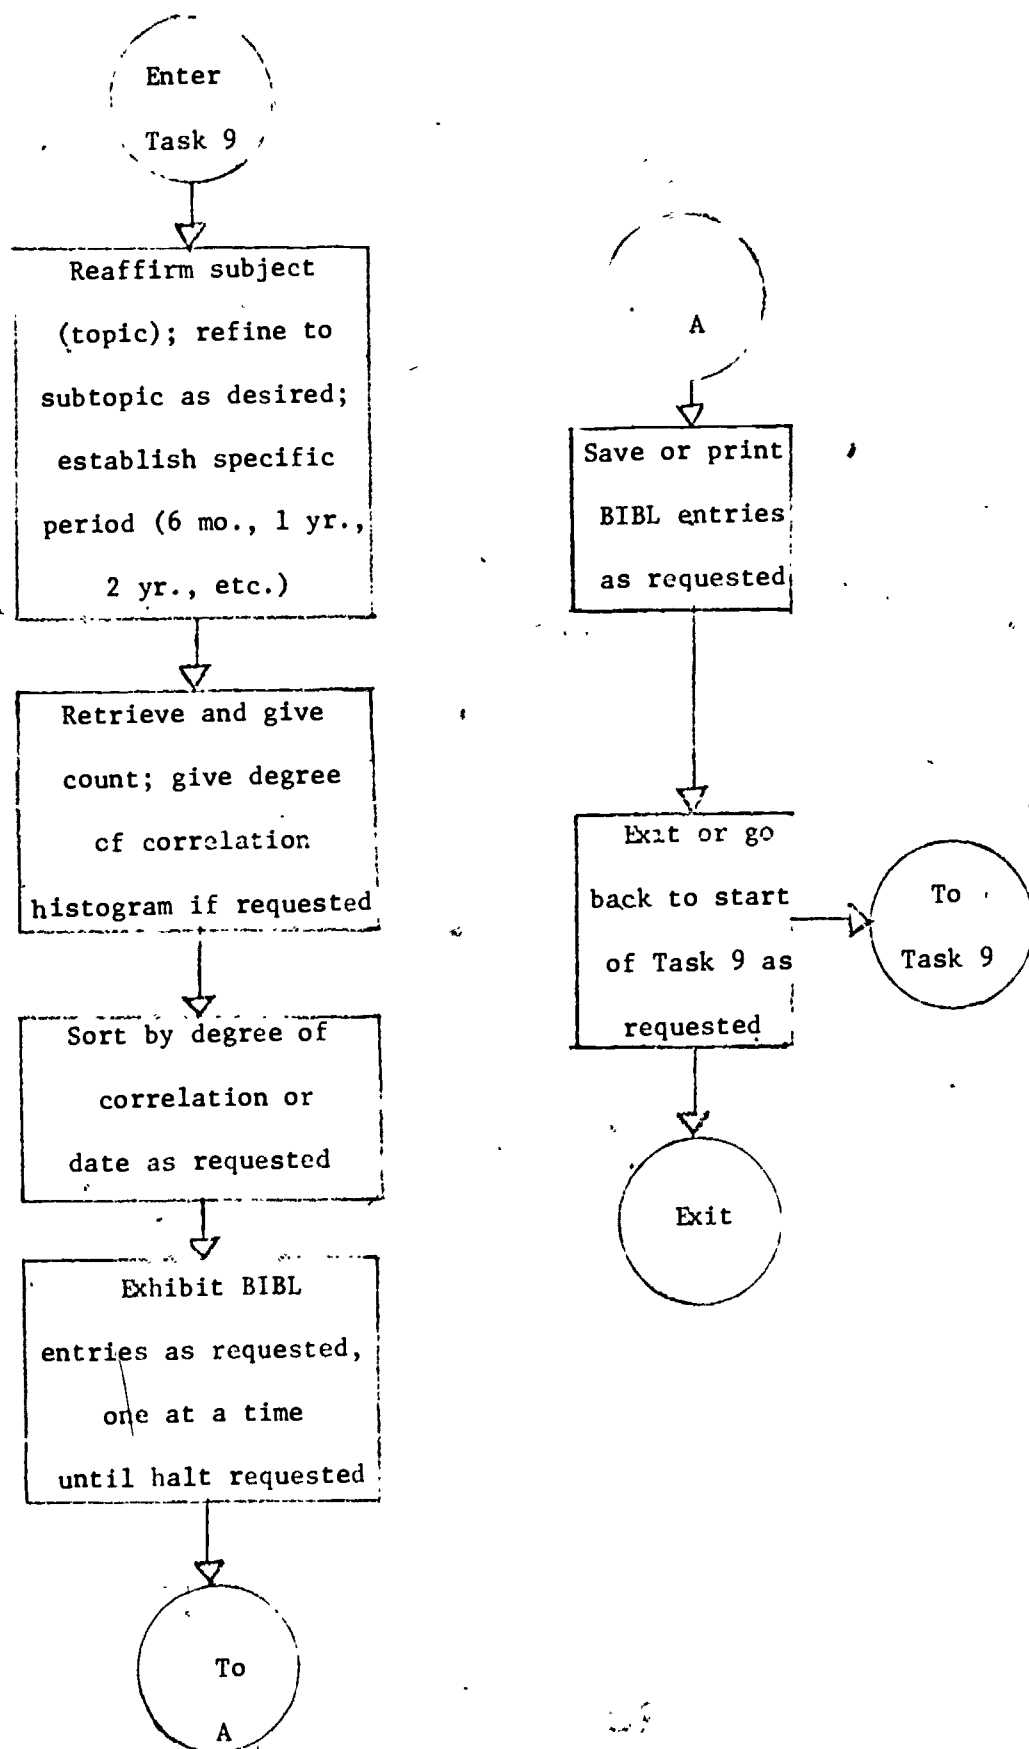 Enter
Task 9
Reaffirm subject
(topic); refine to
subtopic as desired;
establish specific
period (6 mo., 1 yr.,
2 yr., etc.)
Retrieve and give
count; give degree
of correlation
histogram if requested
Sort by degree of
correlation or
date as requested
Exhibit BIBL
entries as requested,
one at a time
until halt requested
To
A
A
Save or print
BIBL entries
as requested
Exit or go
back to start
of Task 9 as
requested
To
Task 9
Exit